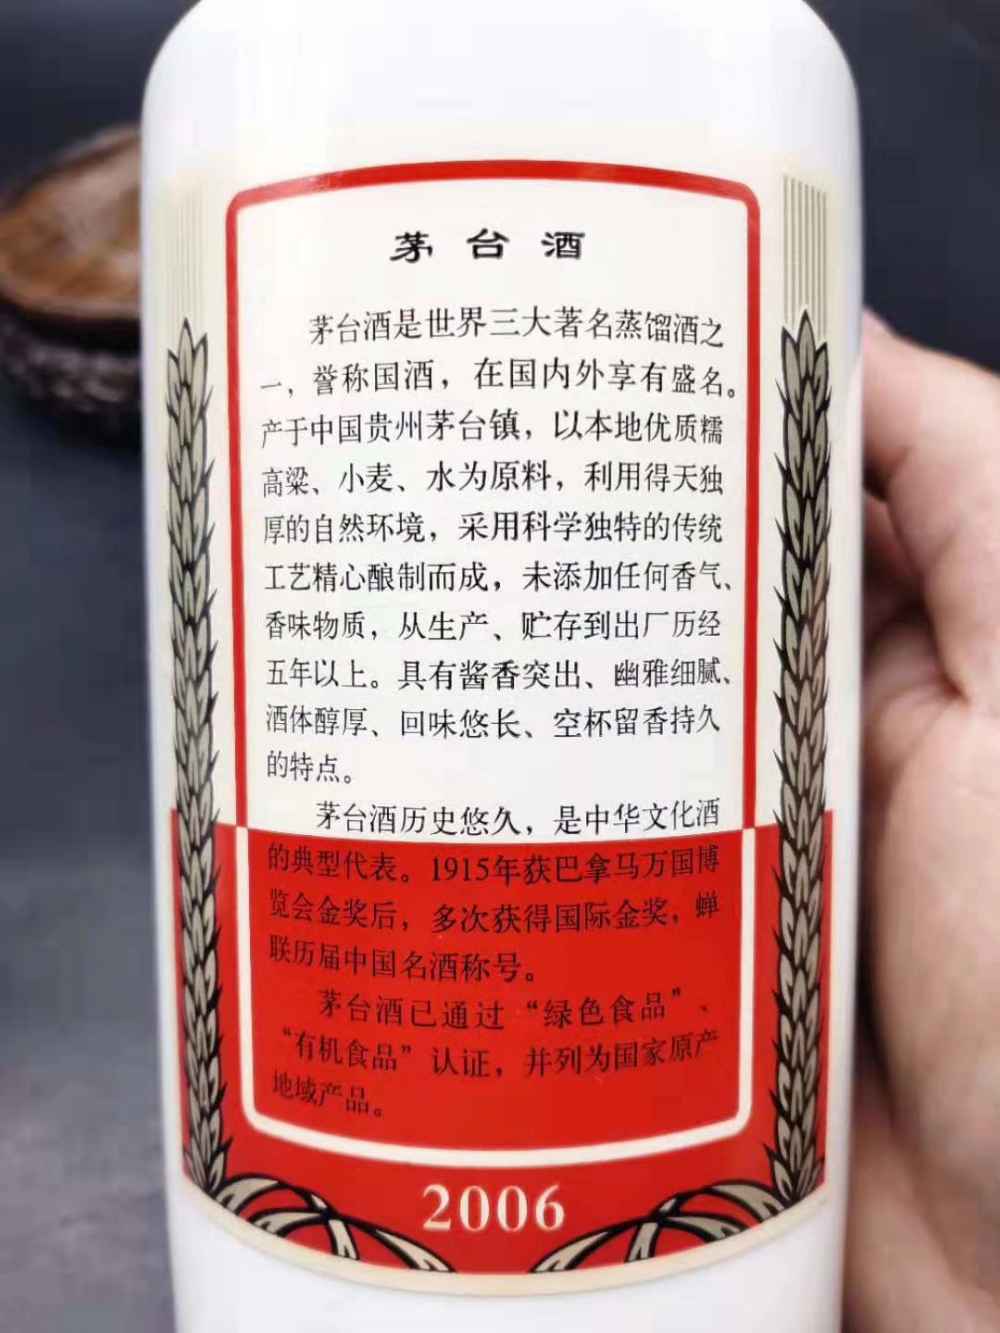 茅台酒
茅台酒是世界三大著名蒸馏酒之
一、誉称国酒，在国内外享有盛名。
产于中国贵州茅台镇，以本地优质糯
高粱、小麦、水为原料，利用得天独
厚的自然环境，采用科学独特的传统
工艺精心酿制而成，未添加任何香气、
香味物质，从生产、贮存到出厂历经
五年以上。具有酱香突出、幽雅细腻、
酒体醇厚、回味悠长、空杯留香持久
的特点。
茅台酒历史悠久，是中华文化酒
的典型代表。1915年获巴拿马万国博
览会金奖后，多次获得国际金奖，蝉
联历届中国名酒称号。
茅台酒已通过“绿色食品”、
“有机食品”认证，并列为国家原产
地域产品。
2006